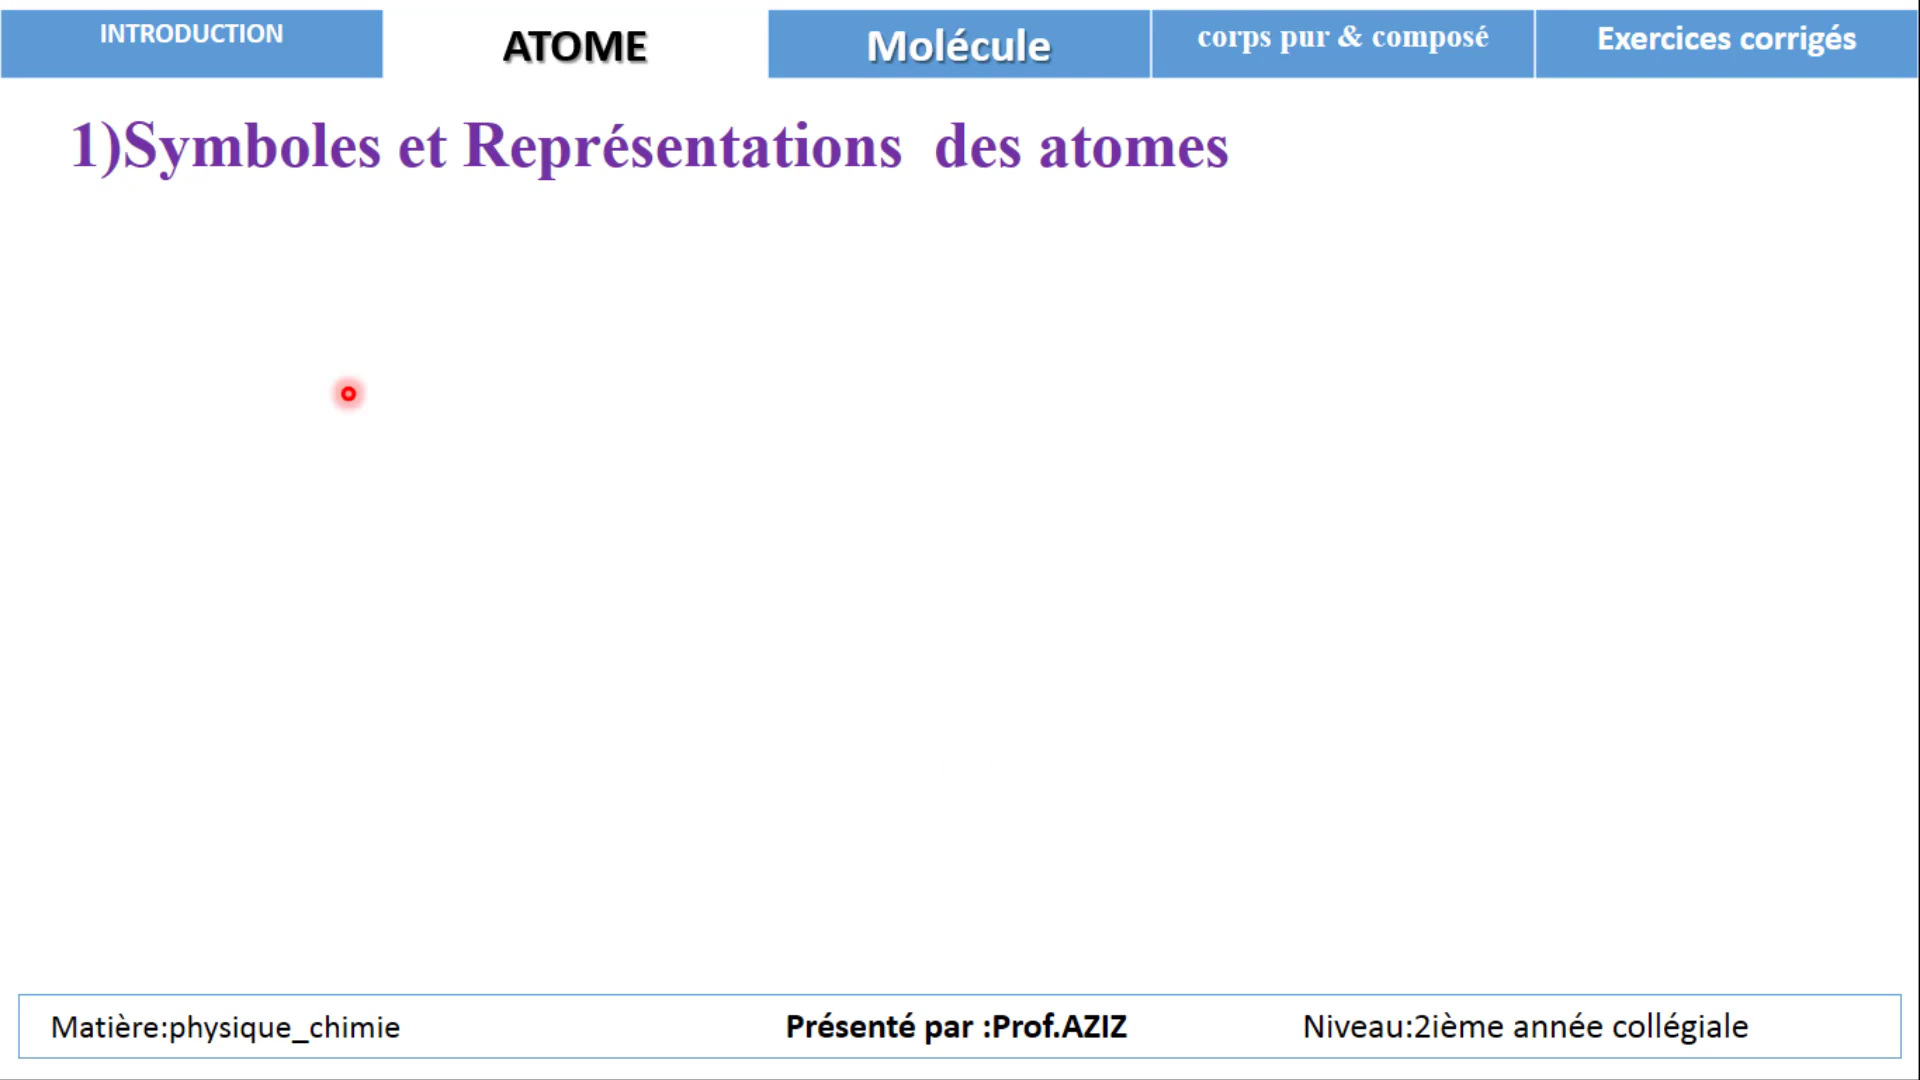 INTRODUCTION
ATOME
Molécule
corps pur & composé
Exercices corrigés
1)Symboles et Représentations des atomes
Matière:physique_chimie
Présenté par :Prof.AZIZ
Niveau:2ième année collégiale